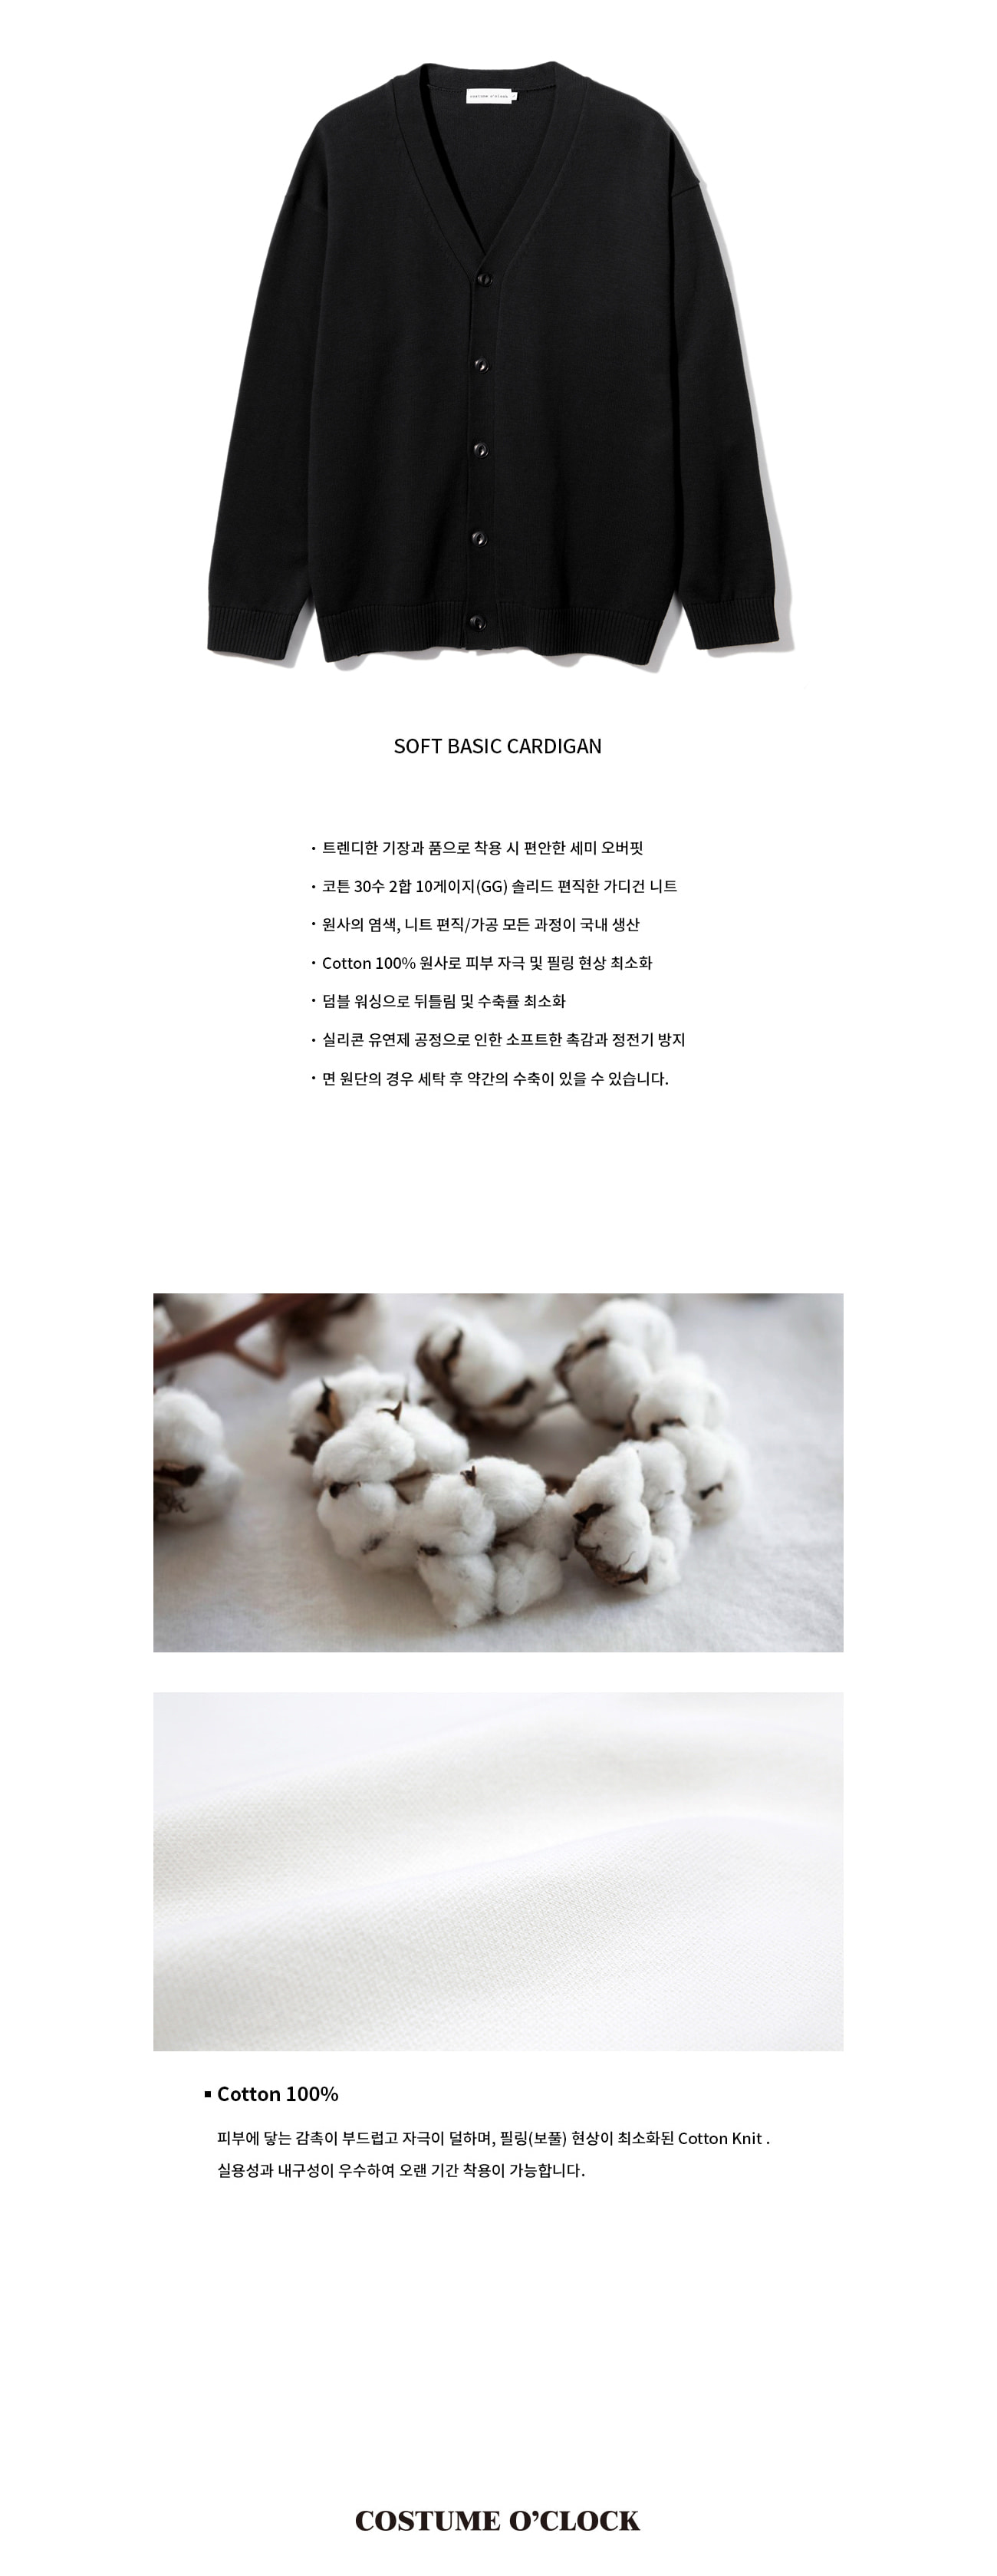 COSTUME O'CLOCK
SOFT BASIC CARDIGAN
· 트렌디한 기장과 품으로 착용 시 편안한 세미 오버핏
· 코튼 30수 2합 10게이지(GG) 솔리드 편직한 가디건 니트
· 원사의 염색, 니트 편직/가공 모든 과정이 국내 생산
· Cotton 100% 원사로 피부 자극 및 필링 현상 최소화
· 덤블 워싱으로 뒤틀림 및 수축률 최소화
· 실리콘 유연제 공정으로 인한 소프트한 촉감과 정전기 방지
· 면 원단의 경우 세탁 후 약간의 수축이 있을 수 있습니다.
▪ Cotton 100%
피부에 닿는 감촉이 부드럽고 자극이 덜하며, 필링(보풀) 현상이 최소화된 Cotton Knit .
실용성과 내구성이 우수하여 오랜 기간 착용이 가능합니다.
COSTUME O’CLOCK